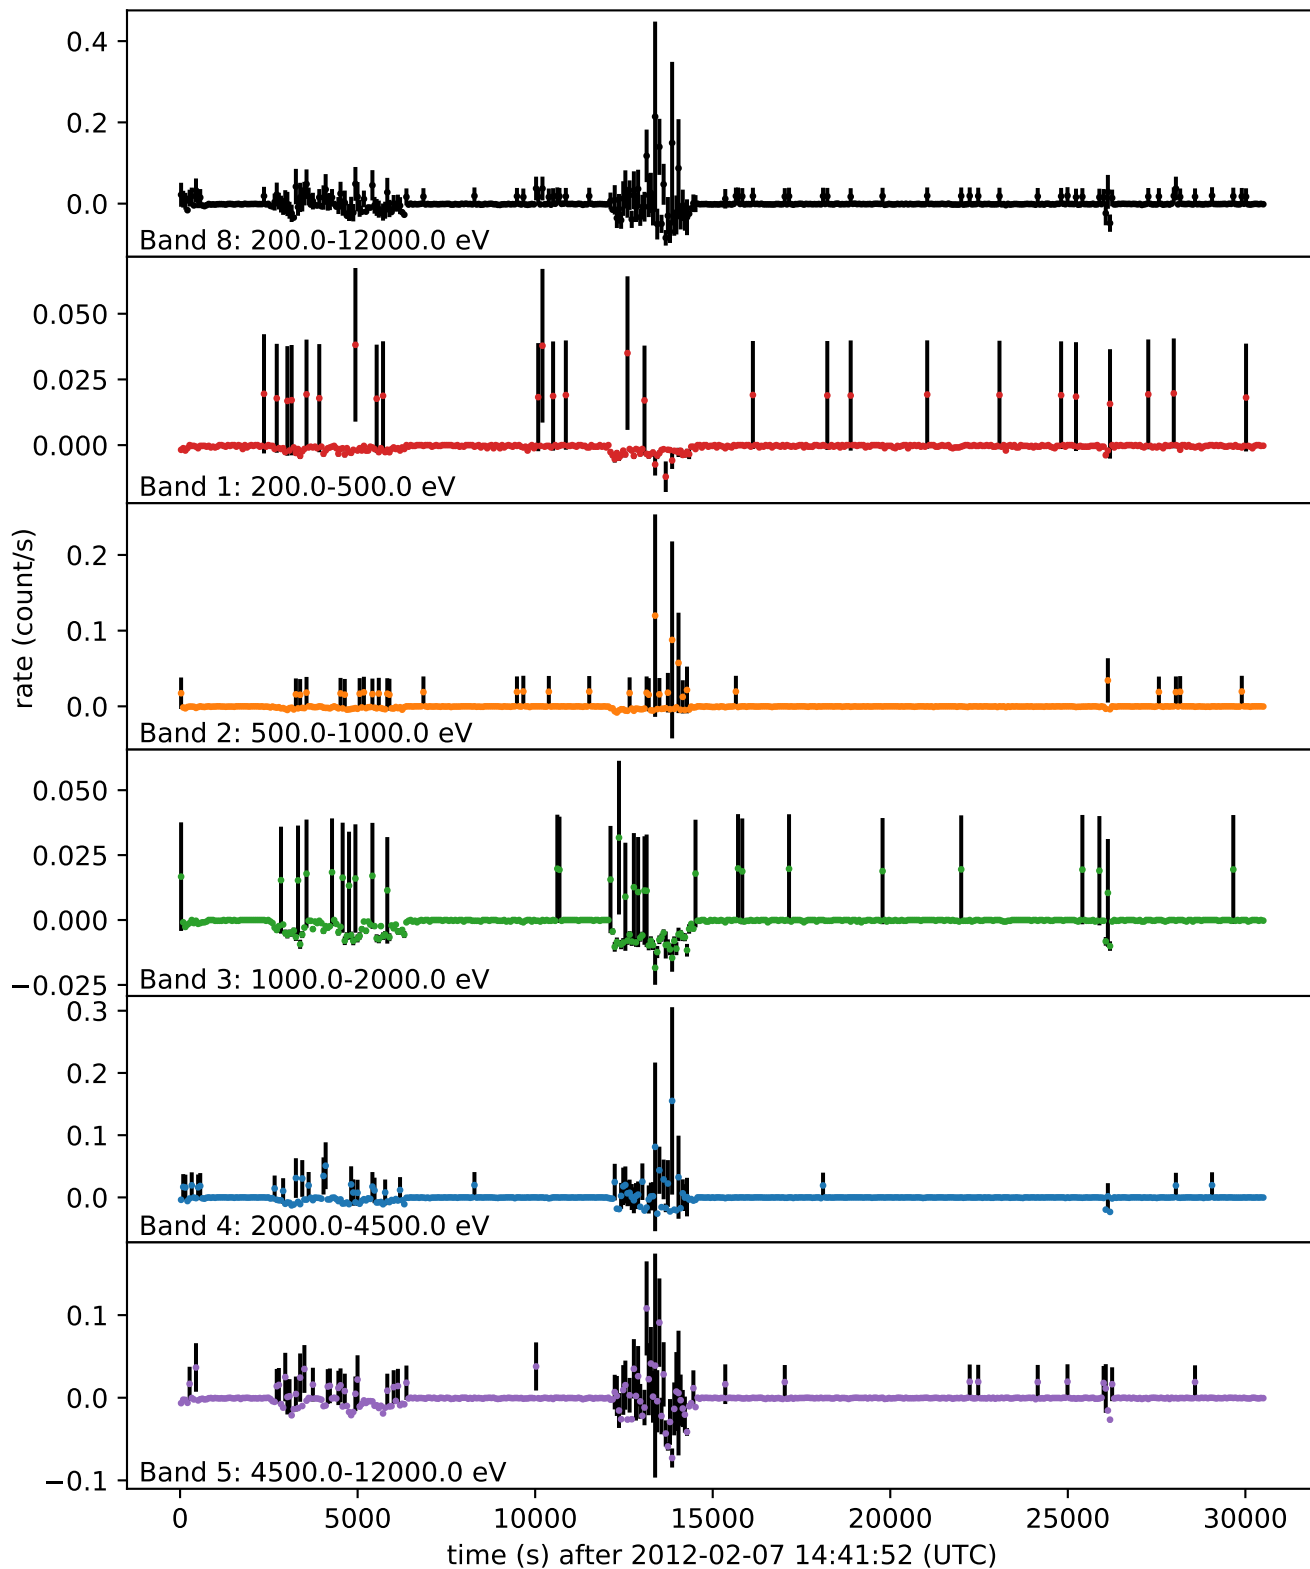 0.4
0.2
0.0
Band 8: 200.0-12000.0 eV
0.050
0.025
0.000
Band 1: 200.0-500.0 eV
rate (count/s)
0.2
0.1
0.0
Band 2: 500.0-1000.0 eV
0.050
0.025
0.000
−0.025
Band 3: 1000.0-2000.0 eV
0.3
0.2
0.1
0.0
Band 4: 2000.0-4500.0 eV
0.1
0.0
−0.1
Band 5: 4500.0-12000.0 eV
0 5000 10000 15000 20000 25000 30000
time (s) after 2012-02-07 14:41:52 (UTC)